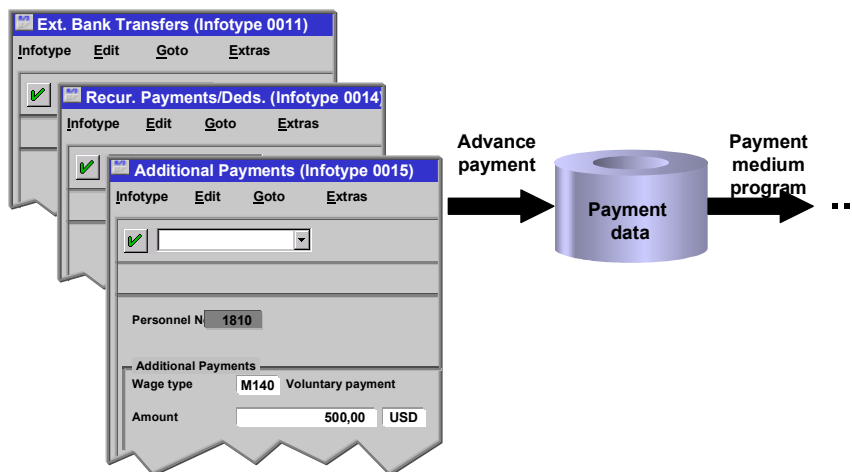 Ext. Bank Transfers (Infotype 0011)
Infotype Edit Goto Extras
Recur. Payments/Deds. (Infotype 0014)
Infotype Edit Goto Extras
Additional Payments (Infotype 0015)
Infotype Edit Goto Extras
Personnel N 1810
Additional Payments
Wage type M140 Voluntary payment
Amount 500,00 USD
Advance
payment
Payment
data
Payment
medium
program
..